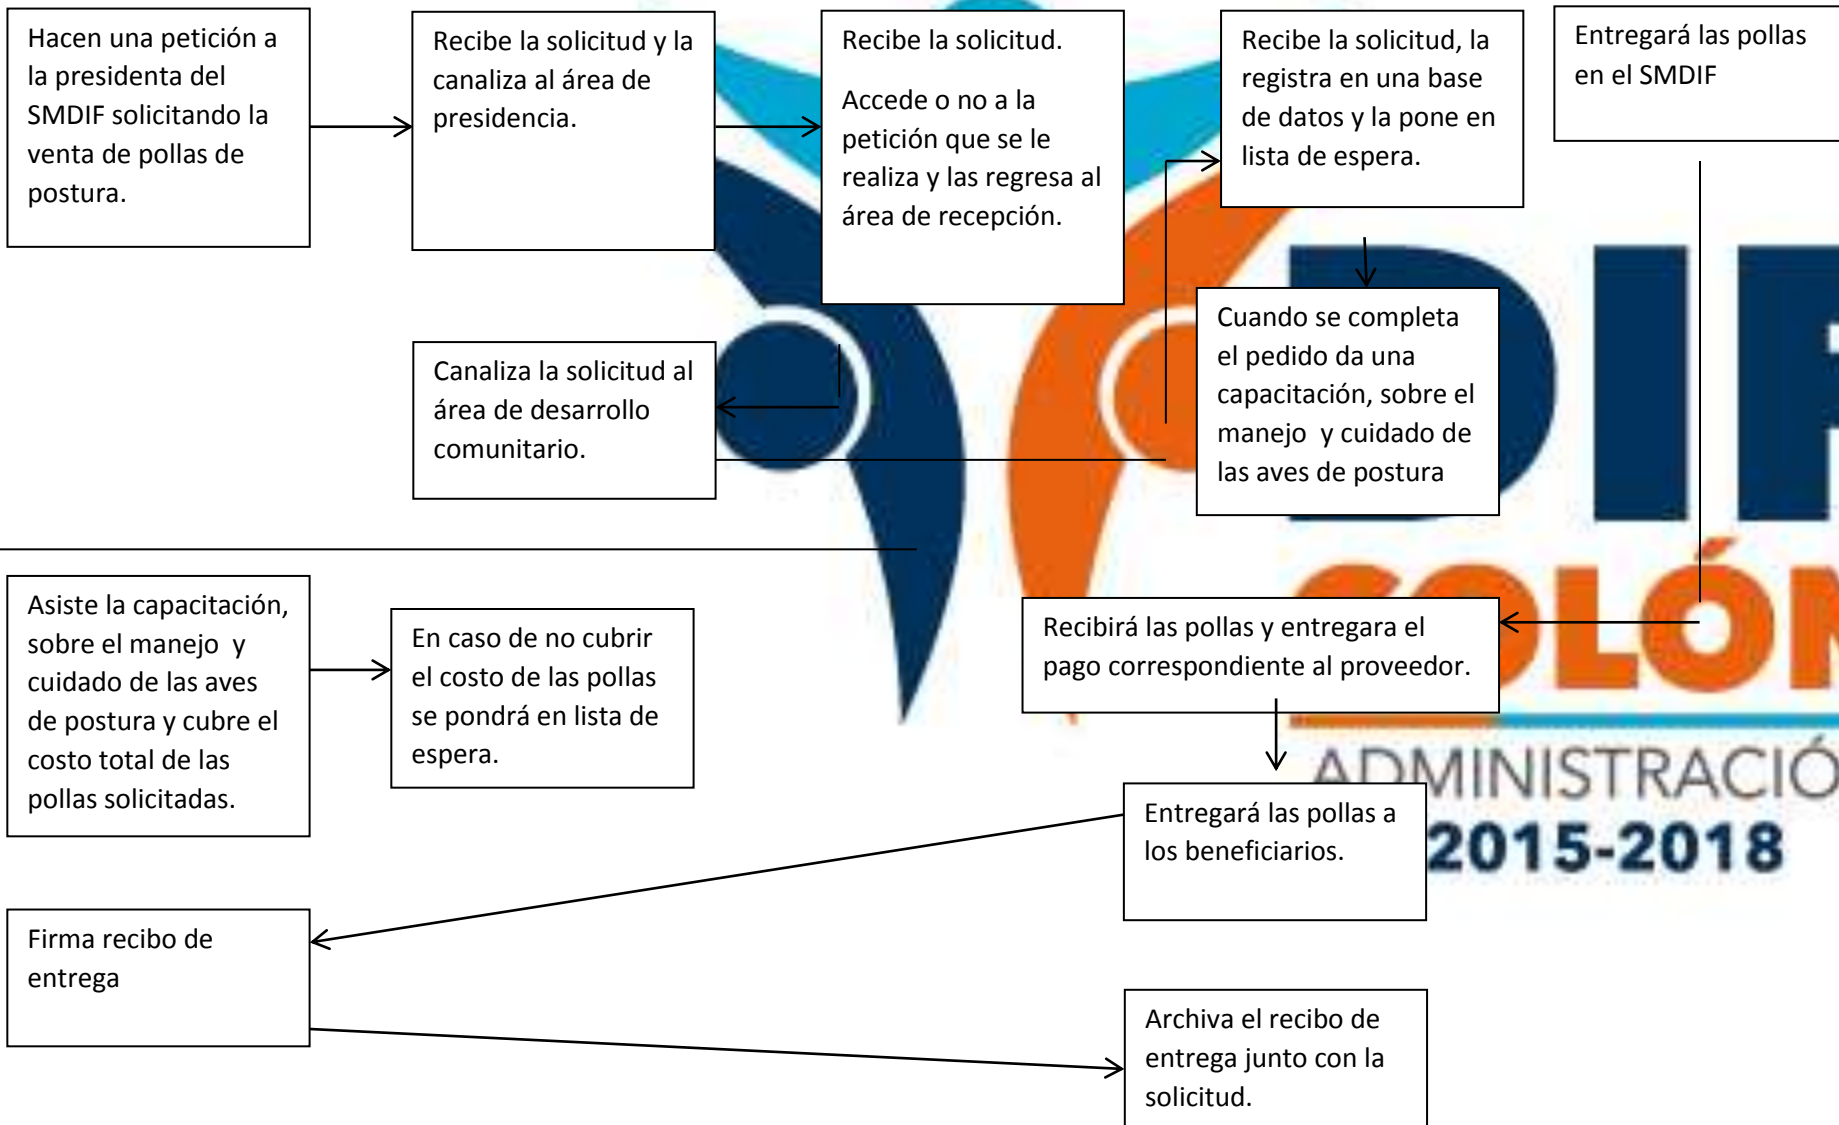 Hacen una petición a
la presidenta del
SMDIF solicitando la
venta de pollas de
postura.
Recibe la solicitud y la
canaliza al área de
presidencia.
Recibe la solicitud.
Accede o no a la
petición que se le
realiza y las regresa al
área de recepción.
Recibe la solicitud, la
registra en una base
de datos y la pone en
lista de espera.
Entregará las pollas
en el SMDIF
Canaliza la solicitud al
área de desarrollo
comunitario.
Cuando se completa
el pedido da una
capacitación, sobre el
manejo  y cuidado de
las aves de postura
Asiste la capacitación,
sobre el manejo  y
cuidado de las aves
de postura y cubre el
costo total de las
pollas solicitadas.
En caso de no cubrir
el costo de las pollas
se pondrá en lista de
espera.
Recibirá las pollas y entregara el
pago correspondiente al proveedor.
Entregará las pollas a
los beneficiarios.
Firma recibo de
entrega
Archiva el recibo de
entrega junto con la
solicitud.
DIF
COLÓN
ADMINISTRACIÓ
2015-2018